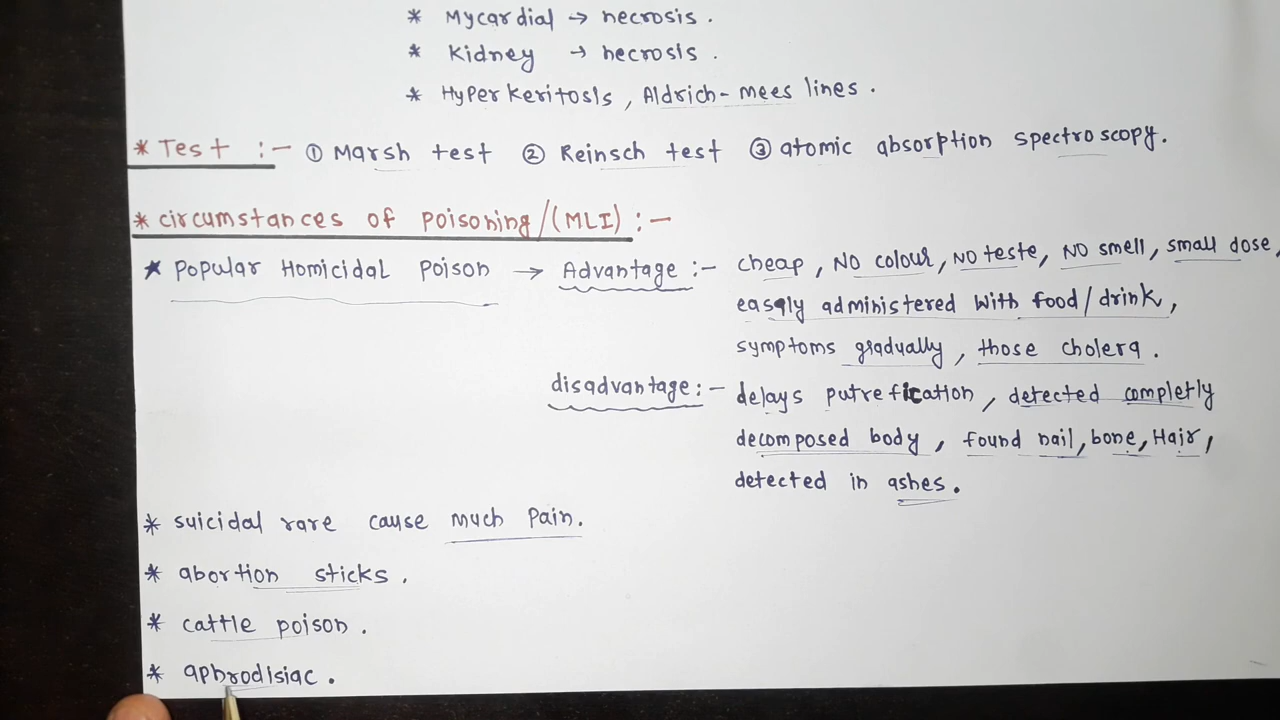 * Mycardial → necrosis.
* Kidney → necrosis.
* Hyperkeritosis, Aldrich-mees lines.
* Test :- ① Marsh test ② Reinsch test ③ atomic absorption spectroscopy.
* circumstances of poisoning/(MLI) :-
* Popular Homicidal Poison → Advantage :- cheap, NO colour, NO teste, NO smell, small dose,
easqly administered with food/drink,
symptoms gradually, those cholera.
disadvantage :- delays putrefication, detected completly
decomposed body, found nail, bone, Hair,
detected in ashes.
* suicidal rare cause much pain.
* abortion sticks.
* cattle poison.
* aphrodisiac.